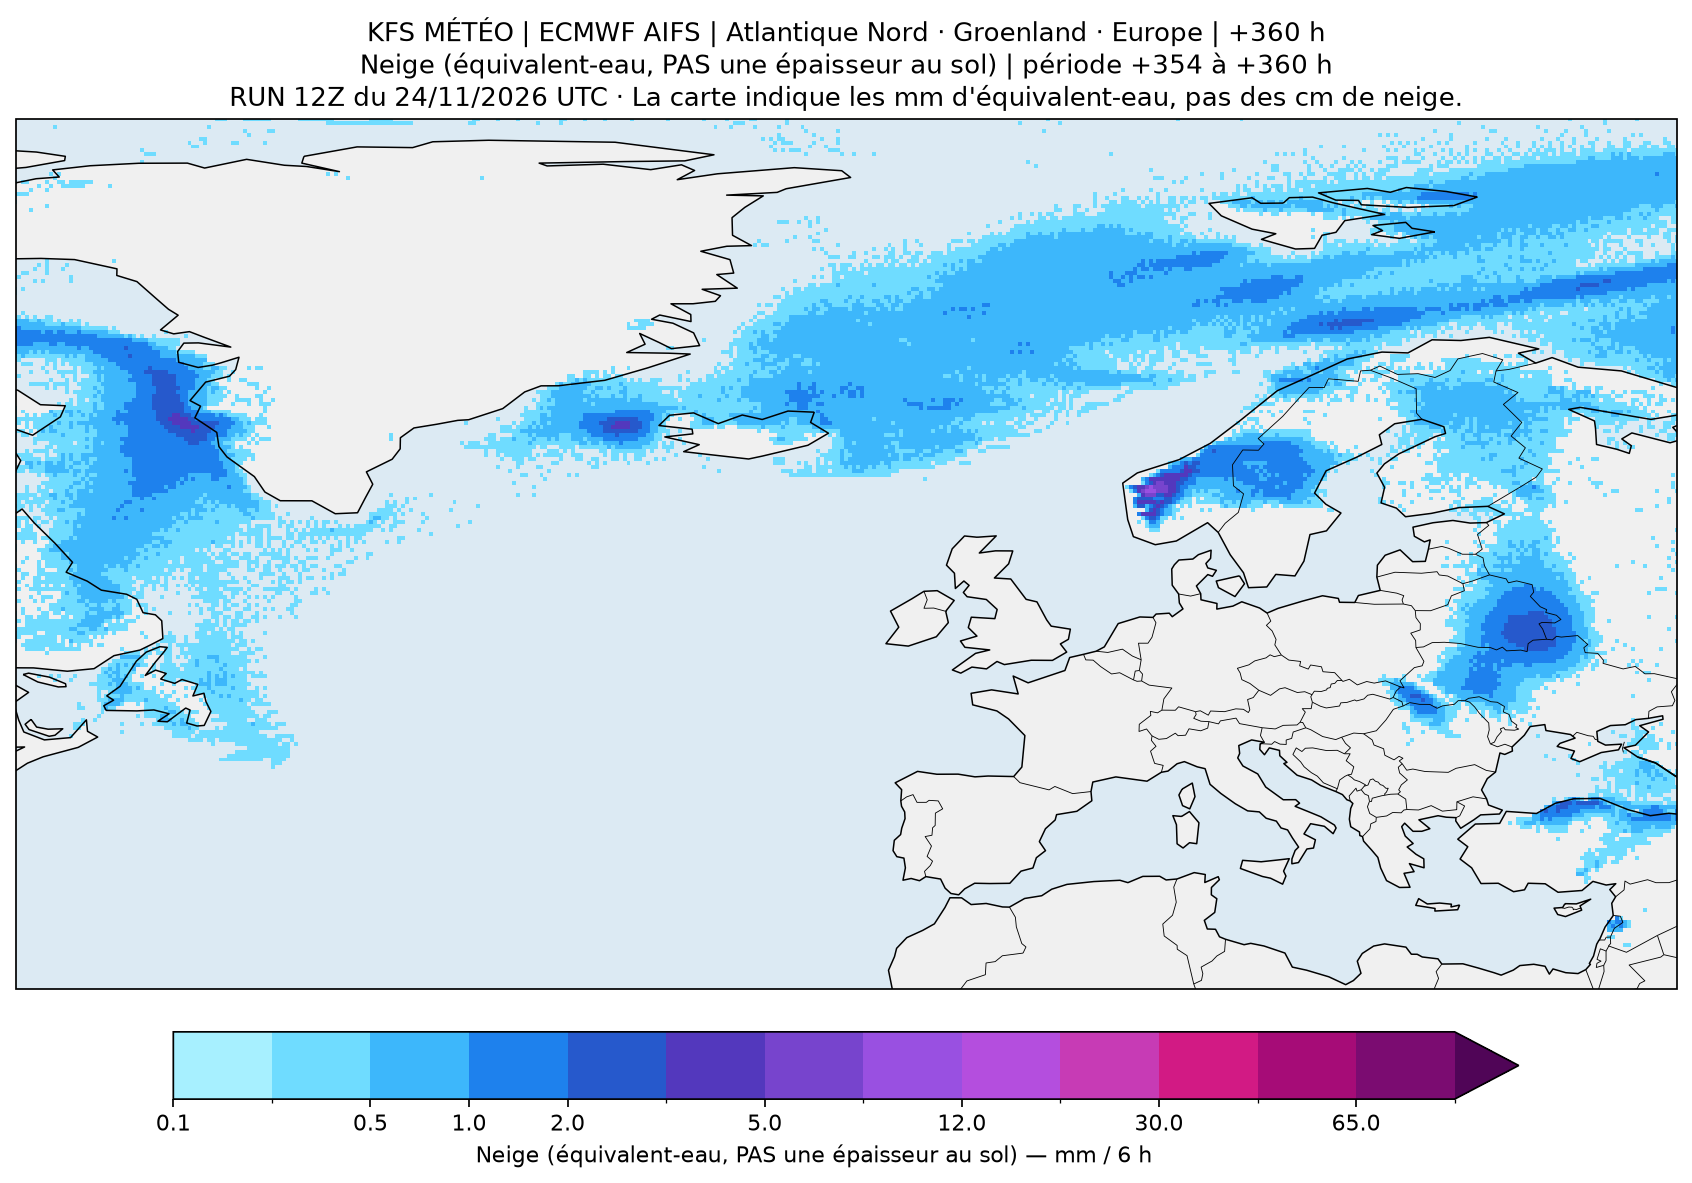 KFS MÉTÉO | ECMWF AIFS | Atlantique Nord · Groenland · Europe | +360 h
Neige (équivalent-eau, PAS une épaisseur au sol) | période +354 à +360 h
RUN 12Z du 24/11/2026 UTC · La carte indique les mm d'équivalent-eau, pas des cm de neige.
0.1 0.5 1.0 2.0 5.0 12.0 30.0 65.0
Neige (équivalent-eau, PAS une épaisseur au sol) — mm / 6 h